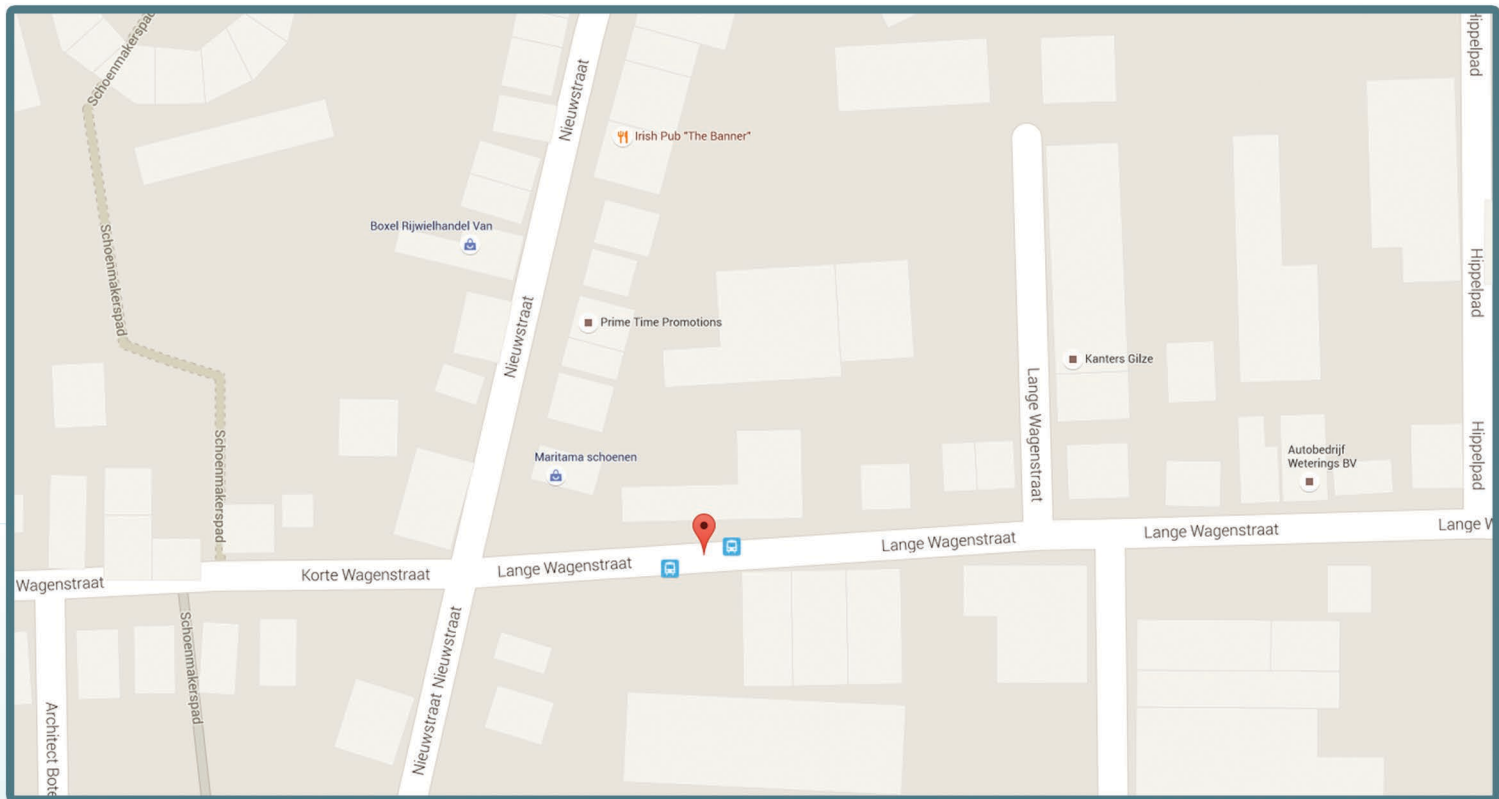 Schoenmakerspad
Nieuwstraat
Hippelpad
Irish Pub "The Banner"
Boxel Rijwielhandel Van
Schoenmakerspad
Nieuwstraat
Hippelpad
Prime Time Promotions
Kanters Gilze
Lange Wagenstraat
Schoenmakerspad
Maritama schoenen
Autobedrijf
Weterings BV
Hippelpad
Lange W
Lange Wagenstraat
Lange Wagenstraat
Lange Wagenstraat
Korte Wagenstraat
Wagenstraat
Schoenmakerspad
Nieuwstraat
Nieuwstraat
Architect Bote